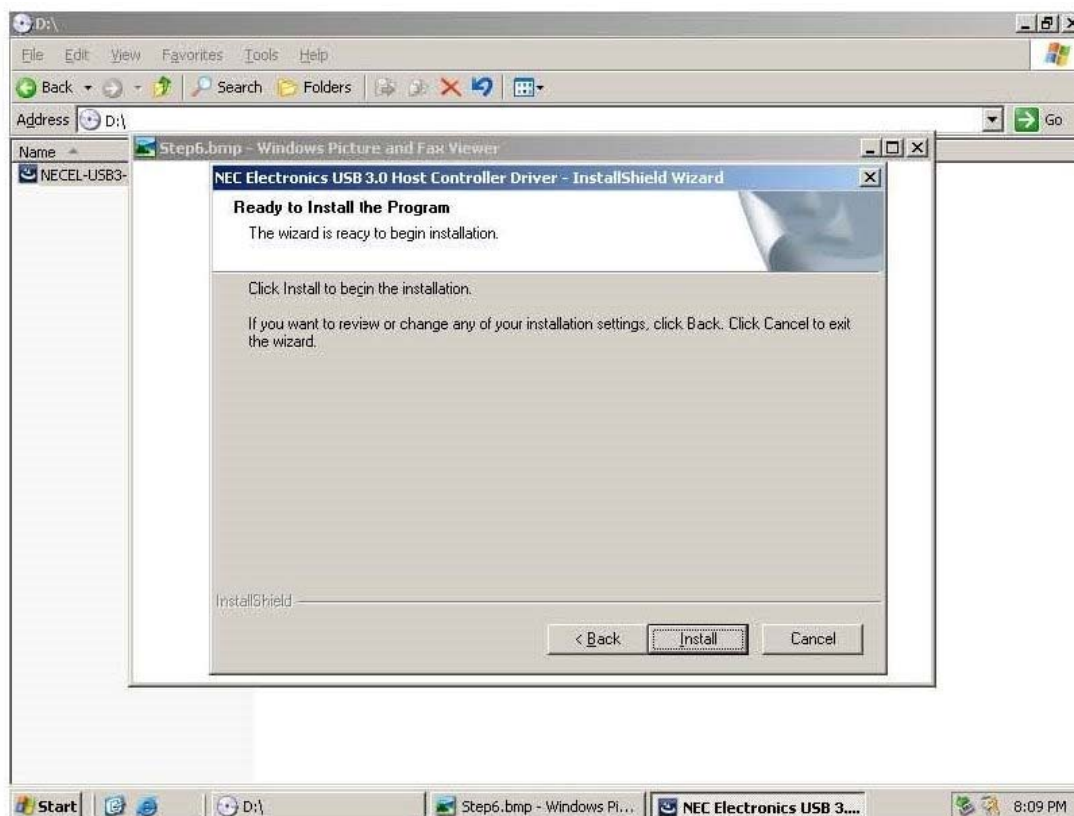 D:\
File Edit View Favorites Tools Help
Back Search Folders
Address D:\ Go
Name
NECEL-USB3-
Step6.bmp - Windows Picture and Fax Viewer
NEC Electronics USB 3.0 Host Controller Driver - InstallShield Wizard
Ready to Install the Program
The wizard is ready to begin installation.
Click Install to begin the installation.
If you want to review or change any of your installation settings, click Back. Click Cancel to exit
the wizard.
InstallShield
< Back Install Cancel
Start D:\ Step6.bmp - Windows Pi... NEC Electronics USB 3.... 8:09 PM